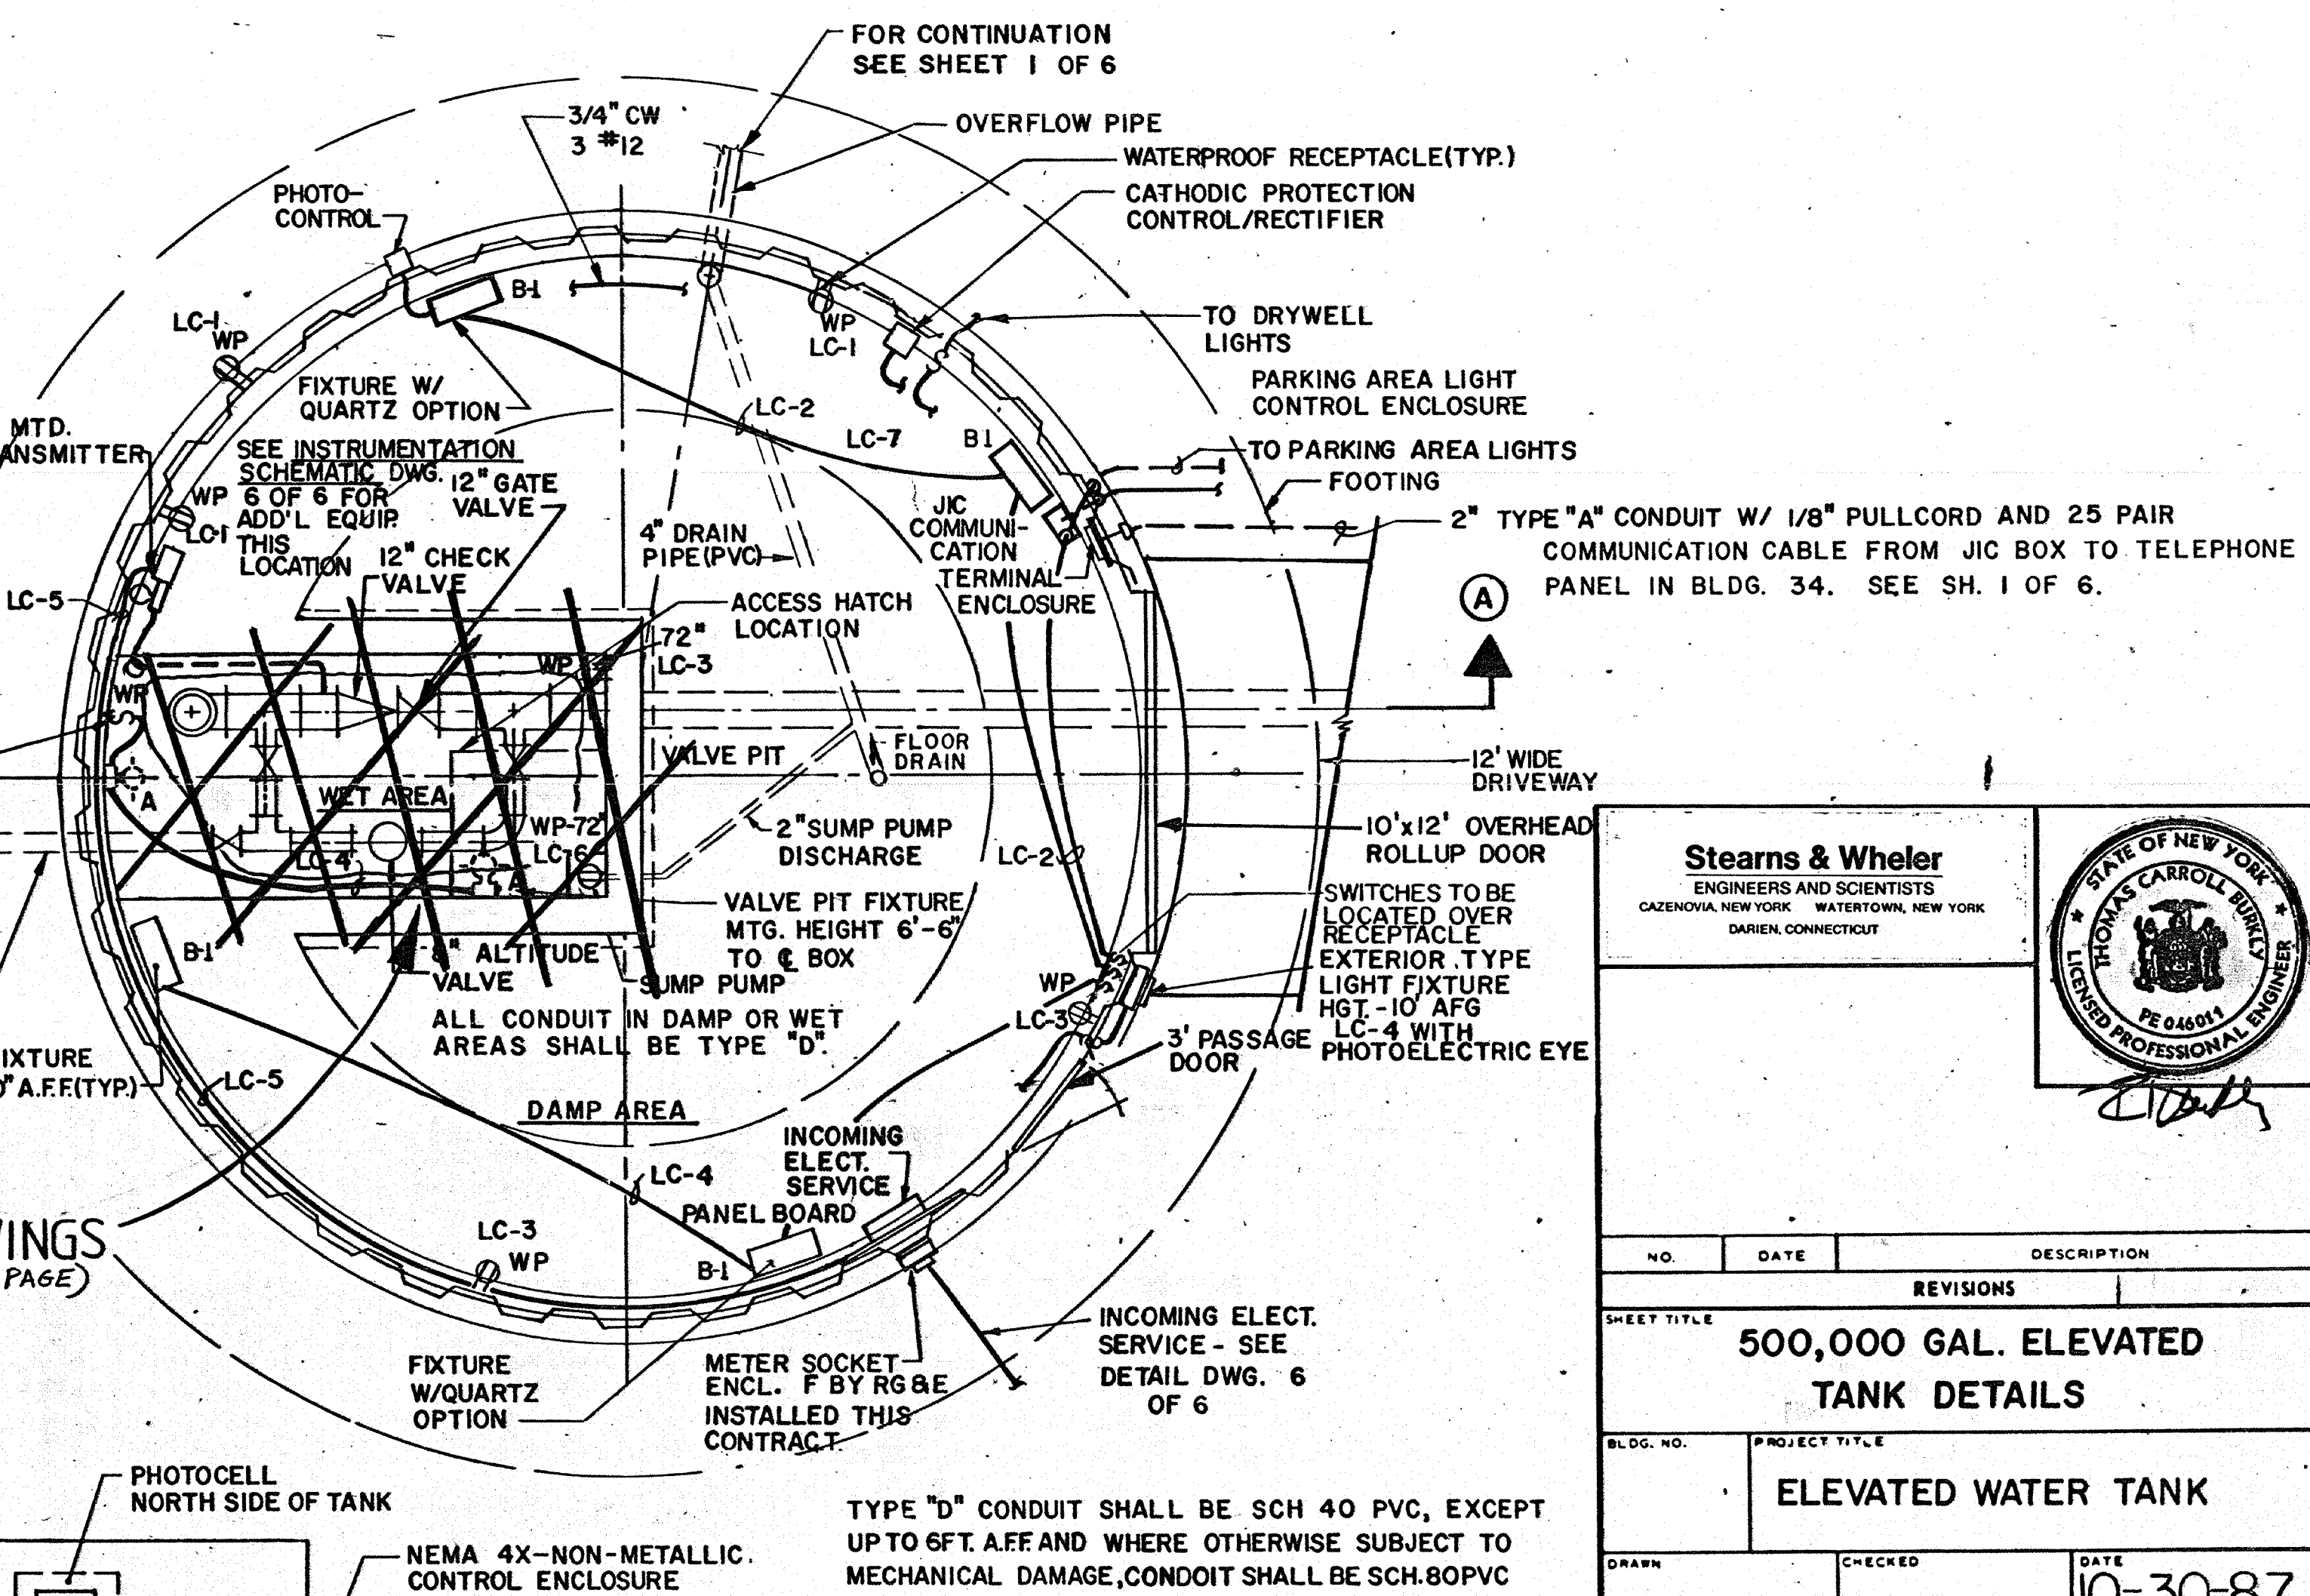 FOR CONTINUATION
SEE SHEET 1 OF 6
3/4" CW
3 #12
OVERFLOW PIPE
WATERPROOF RECEPTACLE(TYP.)
CATHODIC PROTECTION
CONTROL/RECTIFIER
PHOTO-
CONTROL
B-1
LC-1
WP
WP
LC-1
TO DRYWELL
LIGHTS
FIXTURE W/
QUARTZ OPTION
LC-2
LC-7
B1
PARKING AREA LIGHT
CONTROL ENCLOSURE
TO PARKING AREA LIGHTS
FOOTING
MTD.
ANSMITTER
SEE INSTRUMENTATION
SCHEMATIC DWG.
6 OF 6 FOR
ADD'L EQUIP.
THIS
LOCATION
WP
LC-1
12" GATE
VALVE
12" CHECK
VALVE
4" DRAIN
PIPE(PVC)
JIC
COMMUNI-
CATION
TERMINAL
ENCLOSURE
2" TYPE "A" CONDUIT W/ 1/8" PULLCORD AND 25 PAIR
COMMUNICATION CABLE FROM JIC BOX TO TELEPHONE
PANEL IN BLDG. 34. SEE SH. 1 OF 6.
A
LC-5
ACCESS HATCH
LOCATION
WP
72"
LC-3
WP
VALVE PIT
FLOOR
DRAIN
A
WET AREA
WP-72"
LC-6
LC-4
A
2" SUMP PUMP
DISCHARGE
LC-2
12' WIDE
DRIVEWAY
10'x12' OVERHEAD
ROLLUP DOOR
SWITCHES TO BE
LOCATED OVER
RECEPTACLE
EXTERIOR TYPE
LIGHT FIXTURE
HGT.-10' AFG
LC-4 WITH
PHOTOELECTRIC EYE
VALVE PIT FIXTURE
MTG. HEIGHT 6'-6"
TO ℄ BOX
B-1
8" ALTITUDE
VALVE
SUMP PUMP
WP
LC-3
3' PASSAGE
DOOR
ALL CONDUIT IN DAMP OR WET
AREAS SHALL BE TYPE "D".
IXTURE
0" A.F.F.(TYP.)
LC-5
DAMP AREA
INCOMING
ELECT.
SERVICE
LC-4
PANEL BOARD
LC-3
WP
B-1
INGS
PAGE)
FIXTURE
W/QUARTZ
OPTION
METER SOCKET
ENCL. F BY RG&E
INSTALLED THIS
CONTRACT.
INCOMING ELECT.
SERVICE - SEE
DETAIL DWG. 6
OF 6
PHOTOCELL
NORTH SIDE OF TANK
NEMA 4X-NON-METALLIC.
CONTROL ENCLOSURE
TYPE "D" CONDUIT SHALL BE SCH 40 PVC, EXCEPT
UP TO 6FT. A.F.F. AND WHERE OTHERWISE SUBJECT TO
MECHANICAL DAMAGE, CONDOIT SHALL BE SCH.80PVC
Stearns & Wheler
ENGINEERS AND SCIENTISTS
CAZENOVIA, NEW YORK WATERTOWN, NEW YORK
DARIEN, CONNECTICUT
STATE OF NEW YORK
THOMAS CARROLL BURKLY
PE 046011
LICENSED PROFESSIONAL ENGINEER
NO. DATE DESCRIPTION
REVISIONS
SHEET TITLE
500,000 GAL. ELEVATED
TANK DETAILS
BLDG. NO. PROJECT TITLE
ELEVATED WATER TANK
DRAWN CHECKED DATE
10-30-87